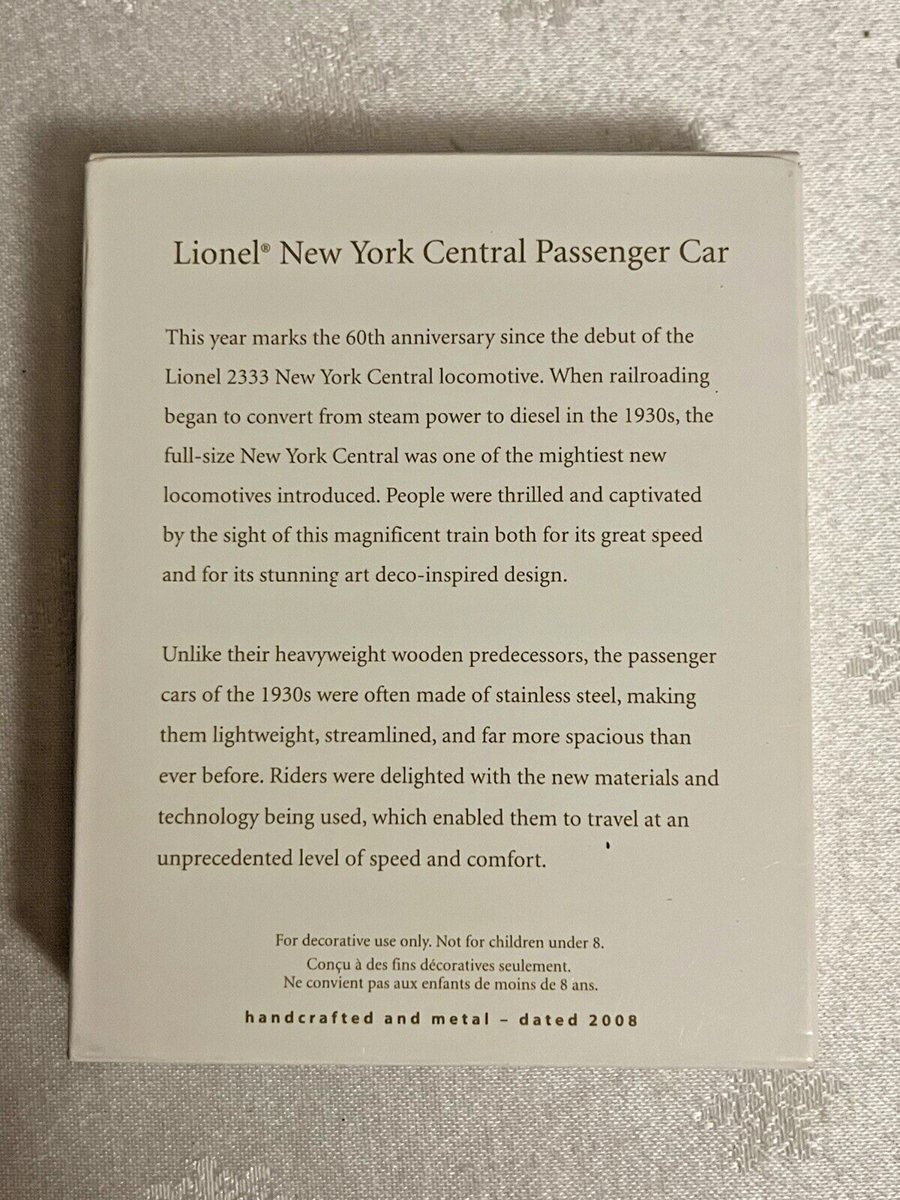 Lionel® New York Central Passenger Car
This year marks the 60th anniversary since the debut of the
Lionel 2333 New York Central locomotive. When railroading
began to convert from steam power to diesel in the 1930s, the
full-size New York Central was one of the mightiest new
locomotives introduced. People were thrilled and captivated
by the sight of this magnificent train both for its great speed
and for its stunning art deco-inspired design.
Unlike their heavyweight wooden predecessors, the passenger
cars of the 1930s were often made of stainless steel, making
them lightweight, streamlined, and far more spacious than
ever before. Riders were delighted with the new materials and
technology being used, which enabled them to travel at an
unprecedented level of speed and comfort.
For decorative use only. Not for children under 8.
Conçu à des fins décoratives seulement.
Ne convient pas aux enfants de moins de 8 ans.
handcrafted and metal – dated 2008